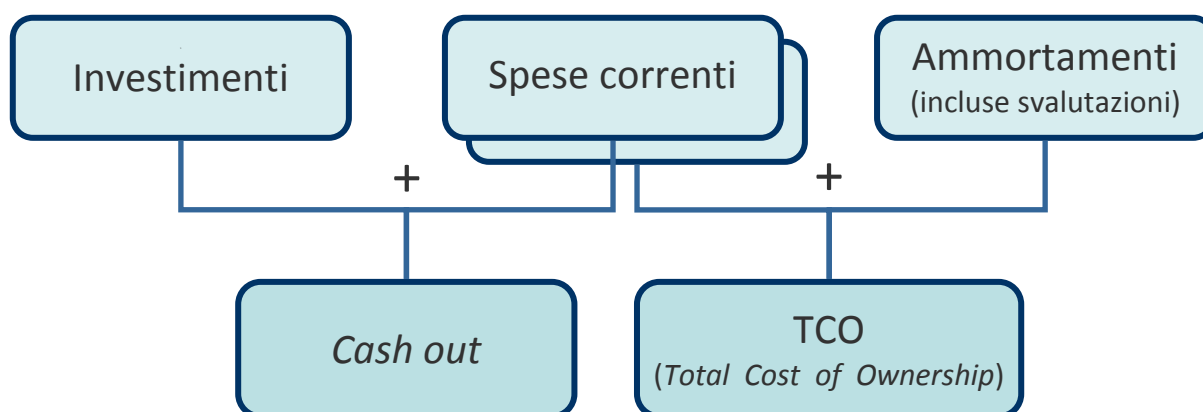 Investimenti
Spese correnti
Ammortamenti
(incluse svalutazioni)
+
+
Cash out
TCO
(Total Cost of Ownership)